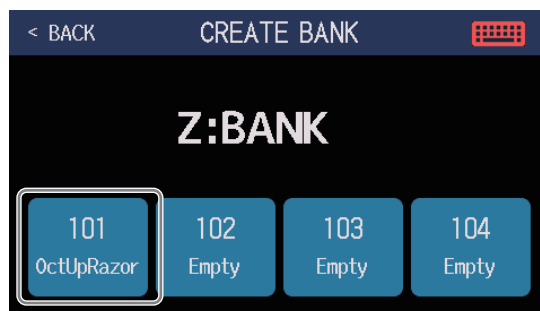 < BACK CREATE BANK
Z:BANK
101 102 103 104
OctUpRazor Empty Empty Empty